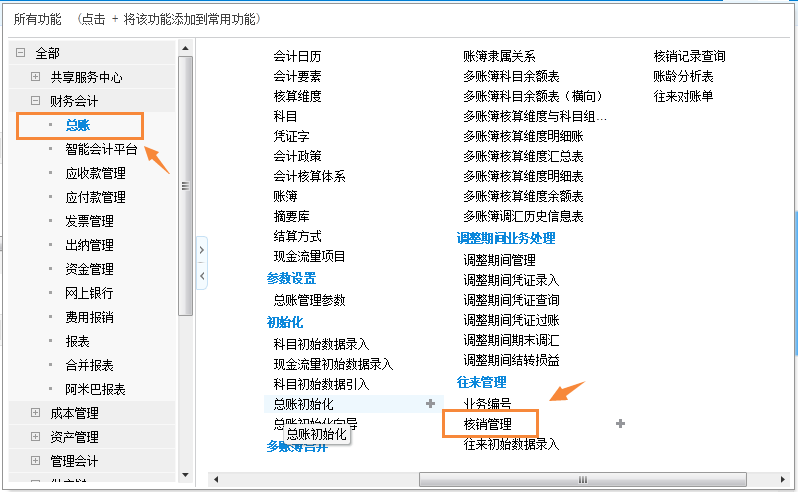 所有功能 (点击 + 将该功能添加到常用功能)
全部
共享服务中心
财务会计
总账
智能会计平台
应收款管理
应付款管理
发票管理
出纳管理
资金管理
网上银行
费用报销
报表
合并报表
阿米巴报表
成本管理
资产管理
管理会计
会计日历
会计要素
核算维度
科目
凭证字
会计政策
会计核算体系
账簿
摘要库
结算方式
现金流量项目
参数设置
总账管理参数
初始化
科目初始数据录入
现金流量初始数据录入
科目初始数据引入
总账初始化
总账初始化向导
总账初始化
多账簿合并
账簿隶属关系
多账簿科目余额表
多账簿科目余额表（横向）
多账簿核算维度与科目组...
多账簿核算维度明细账
多账簿核算维度汇总表
多账簿核算维度明细表
多账簿核算维度余额表
多账簿调汇历史信息表
调整期间业务处理
调整期间管理
调整期间凭证录入
调整期间凭证查询
调整期间凭证过账
调整期间期末调汇
调整期间结转损益
往来管理
业务编号
核销管理
往来初始数据录入
核销记录查询
账龄分析表
往来对账单